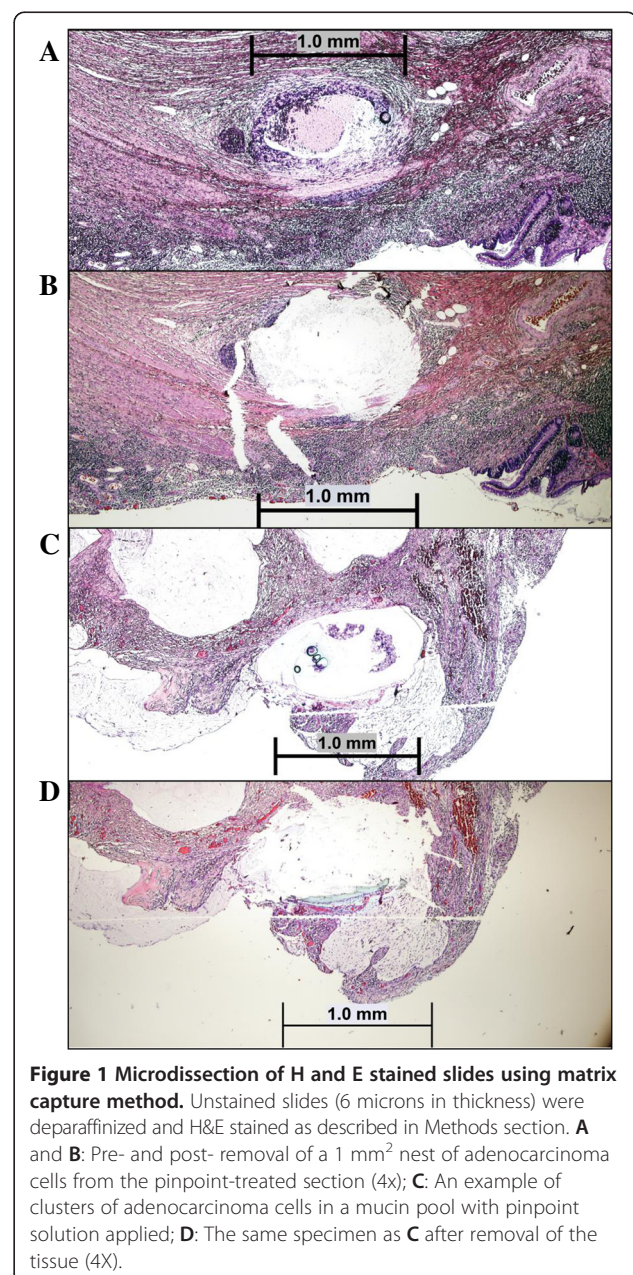 A
1.0 mm
B
1.0 mm
C
1.0 mm
D
1.0 mm
Figure 1 Microdissection of H and E stained slides using matrix
capture method. Unstained slides (6 microns in thickness) were
deparaffinized and H&E stained as described in Methods section. A
and B: Pre- and post- removal of a 1 mm² nest of adenocarcinoma
cells from the pinpoint-treated section (4x); C: An example of
clusters of adenocarcinoma cells in a mucin pool with pinpoint
solution applied; D: The same specimen as C after removal of the
tissue (4X).